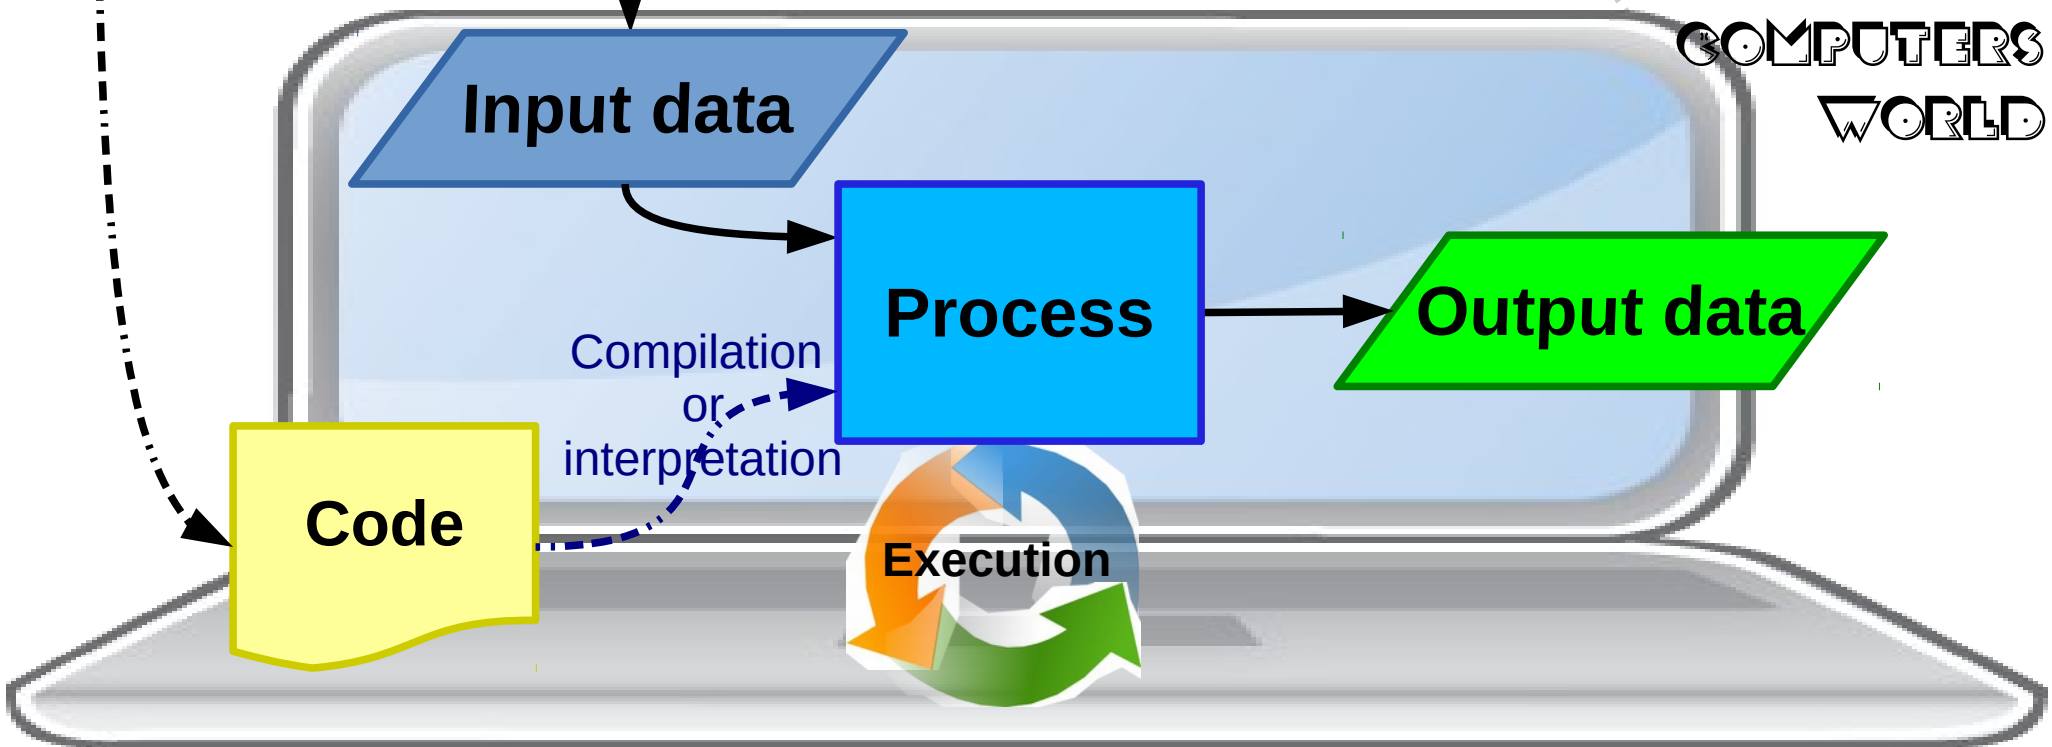 COMPUTERS
WORLD
Input data
Process
Output data
Compilation
or
interpretation
Code
Execution